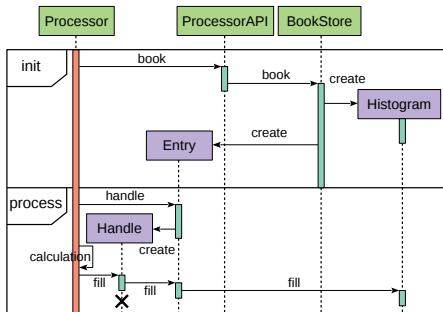 Processor ProcessorAPI BookStore
init
book
book
create
Histogram
create
Entry
process
handle
Handle
create
calculation
fill
fill
fill